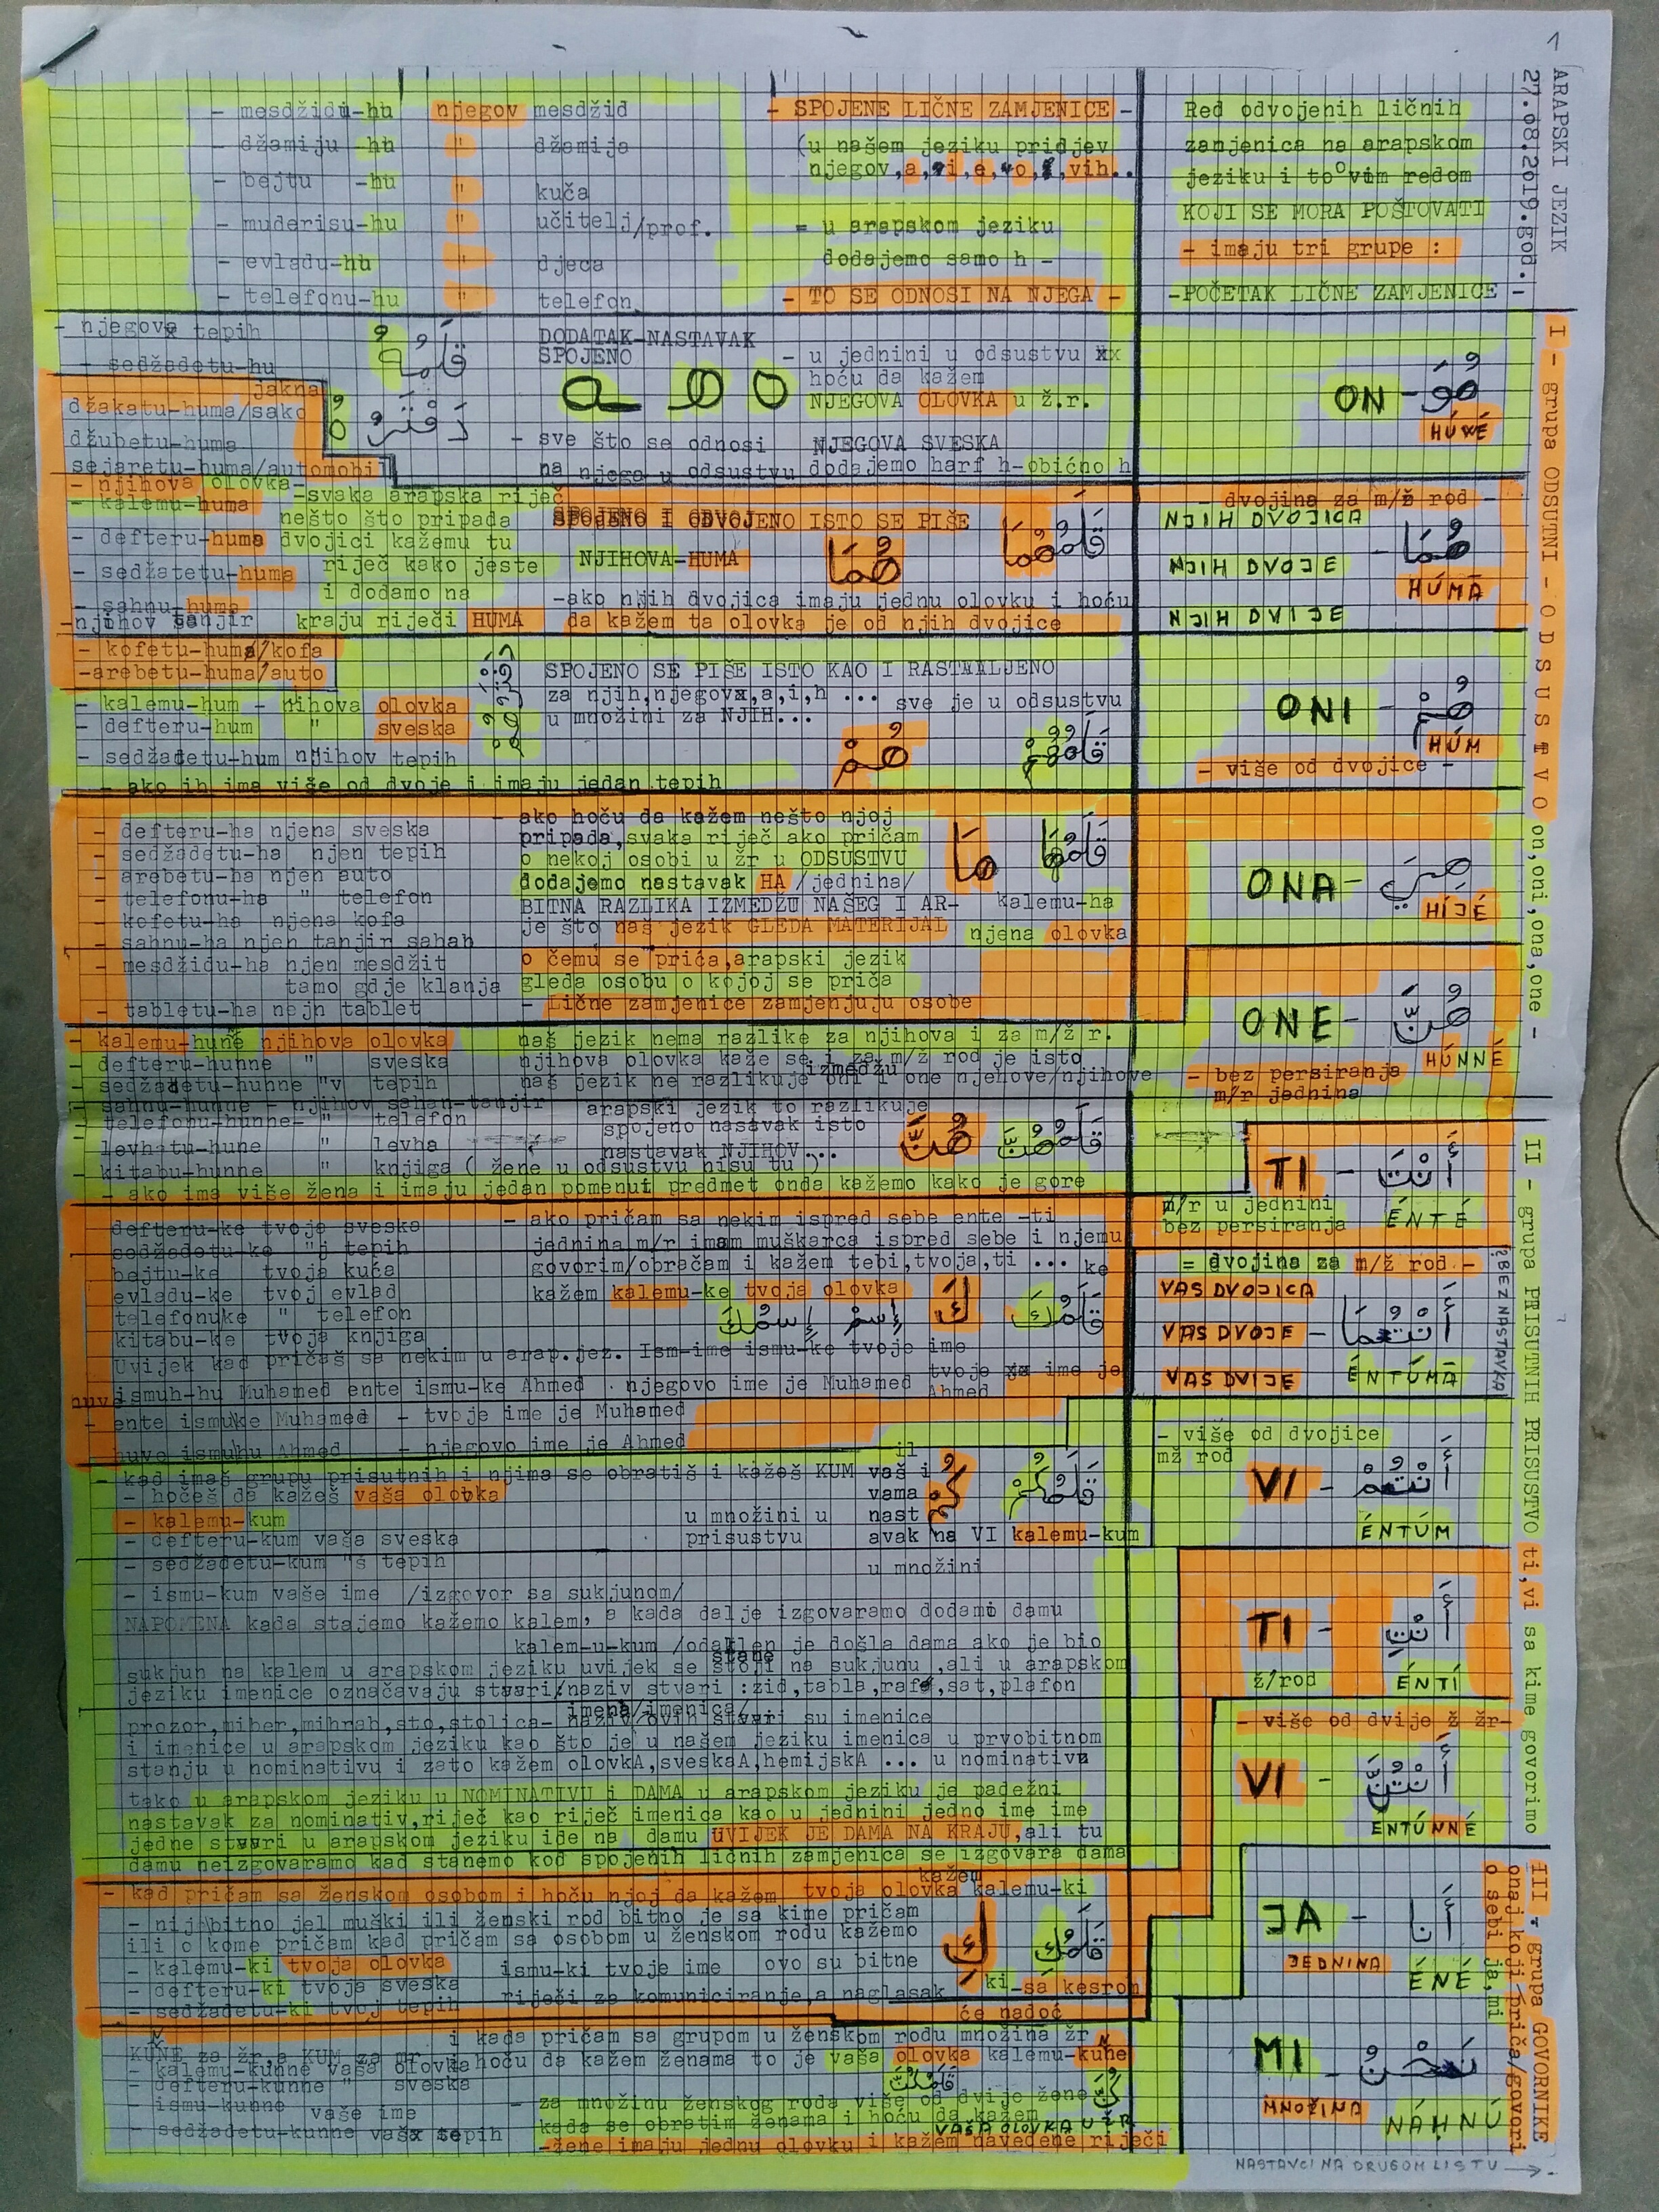 1
ARAPSKI JEZIK
27.08.2019.god.
Red odvojenih ličnih
zamjenica na arapskom
jeziku i to ovim redom
KOJI SE MORA POŠTOVATI
- imaju tri grupe :
-POČETAK LIČNE ZAMJENICE -
- SPOJENE LIČNE ZAMJENICE -
(u našem jeziku pridjev
njegov,a,i,e,o,vih..
= u arapskom jeziku
dodajemo samo h -
- TO SE ODNOSI NA NJEGA -
- mesdžidu-hu njegov mesdžid
- džamiju -hu " džamija
- bejtu -hu " kuča
- muderisu-hu " učitelj/prof.
- evladu-hu " djeca
- telefonu-hu " telefon
I - grupa ODSUTNI - O D S U S T V O on,oni,ona,one -
ON - هُوَ
HÚWÉ
- njegova tepih
- sedžadetu-hu
jakna
džakatu-huma/sako
džubetu-huma
sejaretu-huma/automobil
DODATAK-NASTAVAK
SPOJENO
- u jednini u odsustvu
hoču da kažem
NJEGOVA OLOVKA u ž.r.
- sve što se odnosi NJEGOVA SVESKA
na njega u odsustvu dodajemo harf h-obično h
- dvojina za m/ž rod -
NJIH DVOJICA
NJIH DVOJE
NJIH DVIJE
هُمَا
HÚMÁ
- njihova olovka-
- kalemu-huma
- defteru-huma
- sedžatetu-huma
- sahnu-huma
-njihov tanjir
-svaka arapska riječ
nešto što pripada
dvojici kažemu tu
riječ kako jeste
i dodamo na
kraju riječi HUMA
SPOJENO I ODVOJENO ISTO SE PIŠE
NJIHOVA-HUMA
هُمَا
-ako njih dvojica imaju jednu olovku i hoću
da kažem ta olovka je od njih dvojice
ONI - هُمْ
HÚM
- više od dvojice -
- kofetu-huma/kofa
-arebetu-huma/auto
- kalemu-hum - nihova olovka
- defteru-hum " sveska
- sedžadetu-hum njihov tepih
- ako ih ima više od dvoje i imaju jedan tepih
SPOJENO SE PIŠE ISTO KAO I RASTMALJENO
za njih,njegova,a,i,h ... sve je u odsustvu
u množini za NJIH...
هُمْ
ONA- هِيَ
HÍJÉ
- defteru-ha njena sveska
- sedžadetu-ha njen tepih
- arebetu-ha njen auto
- telefonu-ha " telefon
- kofetu-ha njena kofa
- sahnu-ha njen tanjir sahan
- mesdžidu-ha njen mesdžit
tamo gdje klanja
- tabletu-ha nejn tablet
- ako hoću da kažem nešto njoj
pripada,svaka riječ ako pričam
o nekoj osobi u žr u ODSUSTVU
dodajemo nastavak HA /jednina/
BITNA RAZLIKA IZMEDŽU NAŠEG I AR-
je što naš jezik GLEDA MATERIJAL
o čemu se priča,arapski jezik
gleda osobu o kojoj se priča
- Lične zamjenice zamjenjuju osobe
هَا
kalemu-ha
njena olovka
ONE- هُنَّ
HÚNNÉ
- bez persiranja
m/r jednina
- kalemu-hune njihova olovka
- defteru-hunne " sveska
- sedžadetu-hunne "v tepih
- sahnu-hunne - njihov sahan-tanjir
- telefonu-hunne- " telefon
levhatu-hune " levha
- kitabu-hunne " knjiga ( žene u odsustvu nisu tu )
- ako ima više žena i imaju jedan pomenut predmet onda kažemo kako je gore
naš jezik nema razlike za njihova i za m/ž r.
njihova olovka kaže se i za m/ž rod je isto
naš jezik ne razlikuje izmedžu oni i one njehove/njihove
arapski jezik to razlikuje
spojeno nasavak isto
nastavak NJIHOV...
هُنَّ
II - grupa PRISUTNIH PRISUSTVO ti,vi sa kime govorimo
TI - أَنْتَ
m/r u jednini
bez persiranja
ÉNTÉ
defteru-ke tvoje sveska
sedžadetu-ke "j tepih
bejtu-ke tvoja kuća
evladu-ke tvoj evlad
telefonuke " telefon
kitabu-ke tvoja knjiga
- ako pričam sa nekim ispred sebe ente -ti
jednina m/r imam muškarca ispred sebe i njemu
govorim/obraćam i kažem tebi,tvoja,ti ... ke
kažem kalemu-ke tvoja olovka
كَ
إِسْمُ إِسْمُكَ
Uvijek kad pričaš sa nekim u arap.jez. Ism-ime ismu-ke tvoje ime
huve ismuh-hu Muhamed ente ismu-ke Ahmed . njegovo ime je Muhamed tvoje ime je
Ahmed
- ente ismuke Muhamed - tvoje ime je Muhamed
huve ismuhu Ahmed - njegovo ime je Ahmed
= dvojina za m/ž rod -
VAS DVOJICA
VAS DVOJE - أَنْتُمَا
VAS DVIJE
ÉNTÚMÁ
? BEZ NASTAVKA
- više od dvojice
mž rod
VI - أَنْتُمْ
ÉNTÚM
- kad imaš grupu prisutnih i njima se obratiš i kažeš KUM vaš il i
vama
- hoćeš da kažeš vaša olovka
- kalemu-kum
- defteru-kum vaša sveska
u množini u nast
prisustvu avak na VI kalemu-kum
- sedžadetu-kum "š tepih
u množini
- ismu-kum vaše ime /izgovor sa sukjunom/
NAPOMENA kada stajemo kažemo kalem, a kada dalje izgovaramo dodamo damu
kalem-u-kum /odaklen je došla dama ako je bio
sukjun na kalem u arapskom jeziku uvijek se stane na sukjunu ,ali u arapskom
jeziku imenice označavaju stvari/naziv stvari :zid,tabla,raf,sat,plafon
imena/imenica/
prozor,miber,mihrab,sto,stolica- naziv/ovih stvari su imenice
i imenice u arapskom jeziku kao što je u našem jeziku imenica u prvobitnom
stanju u nominativu i zato kažem olovkA,sveskaA,hemijskA ... u nominativu
tako u arapskom jeziku u NOMINATIVU i DAMA u arapskom jeziku je padežni
nastavak za nominativ,riječ kao riječ imenica kao u jednini jedno ime ime
jedne stvari u arapskom jeziku ide na damu UVIJEK JE DAMA NA KRAJU,ali tu
damu neizgovaramo kad stanemo kod spojenih ličnih zamjenica se izgovara dama
TI - أَنْتِ
ž/rod
ÉNTÍ
- više od dvije ž žr-
VI - أَنْتُنَّ
ENTÚNNÉ
kažem
- kad pričam sa ženskom osobom i hoću njoj da kažem tvoja olovka kalemu-ki
- nij bitno jel muški ili ženski rod bitno je sa kime pričam
ili o kome pričam kad pričam sa osobom u ženskom rodu kažemo
- kalemu-ki tvoja olovka
ismu-ki tvoje ime ovo su bitne
- defteru-ki tvoja sveska
riječi za komuniciranje,a naglasak ki-sa kesrom
- sedžadetu-ki tvoj tepih
će nadoć
كِ
III - grupa GOVORNIKE
onaj koji priča/govori
o sebi ja,mi
JA - أَنَا
JEDNINA
ÉNÉ
MI - نَحْنُ
MNOŽINA
NÁHNÚ
i kada pričam sa grupom u ženskom rodu množina žr
KUNE za žr,a KUM za mr
i hoću da kažem ženama to je vaša olovka kalemu-kune
- kalemu-kunne vaša olovka
- defteru-kunne " sveska
- ismu-kunne vaše ime
- sedžadetu-kunne vaša tepih
- za množinu ženskog roda više od dvije žene
kada se obratim ženama i hoću da kažem
VAŠA OLOVKA U ŽR
-žene imaju jednu olovku i kažem navedene riječi
NASTAVCI NA DRUGOM LISTU →